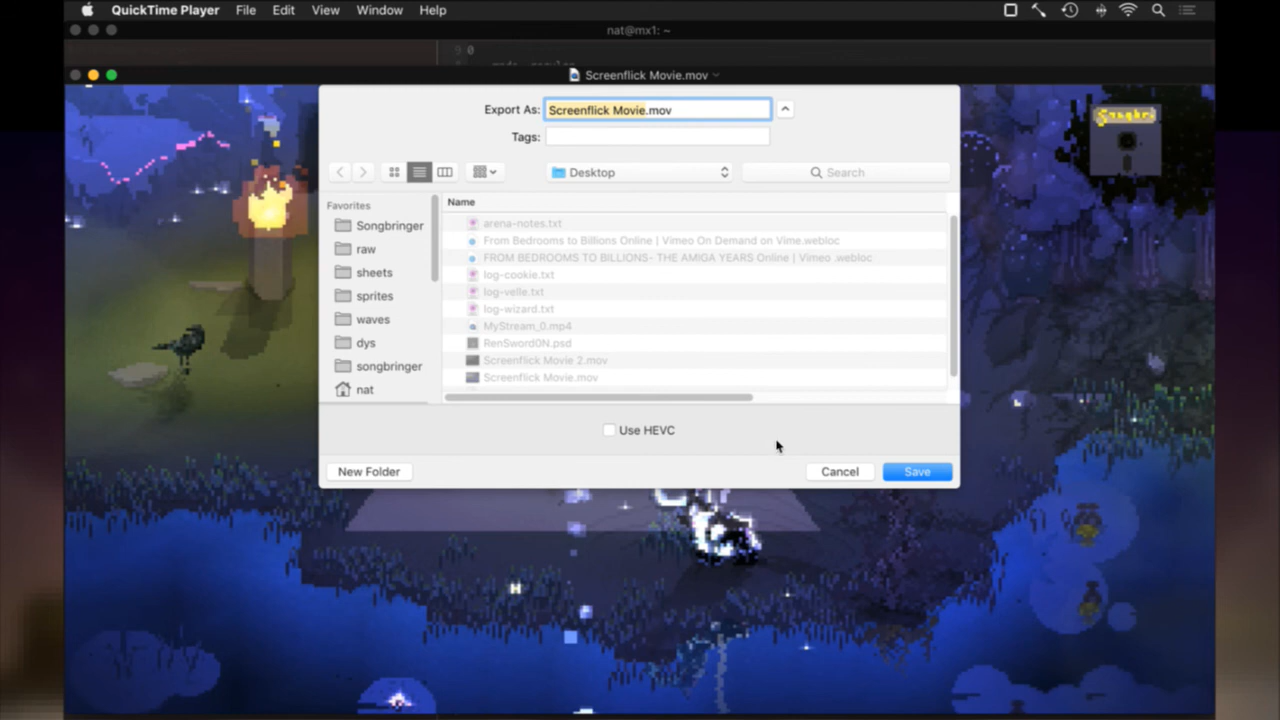 QuickTime Player File Edit View Window Help
nat@mx1: ~
9 0
Screenflick Movie.mov
Export As: Screenflick Movie.mov
Tags:
Desktop
Search
Favorites
Songbringer
raw
sheets
sprites
waves
dys
songbringer
nat
Name
arena-notes.txt
From Bedrooms to Billions Online | Vimeo On Demand on Vime.webloc
FROM BEDROOMS TO BILLIONS- THE AMIGA YEARS Online | Vimeo .webloc
log-cookie.txt
log-velle.txt
log-wizard.txt
MyStream_0.mp4
RenSword0N.psd
Screenflick Movie 2.mov
Screenflick Movie.mov
Use HEVC
New Folder
Cancel
Save